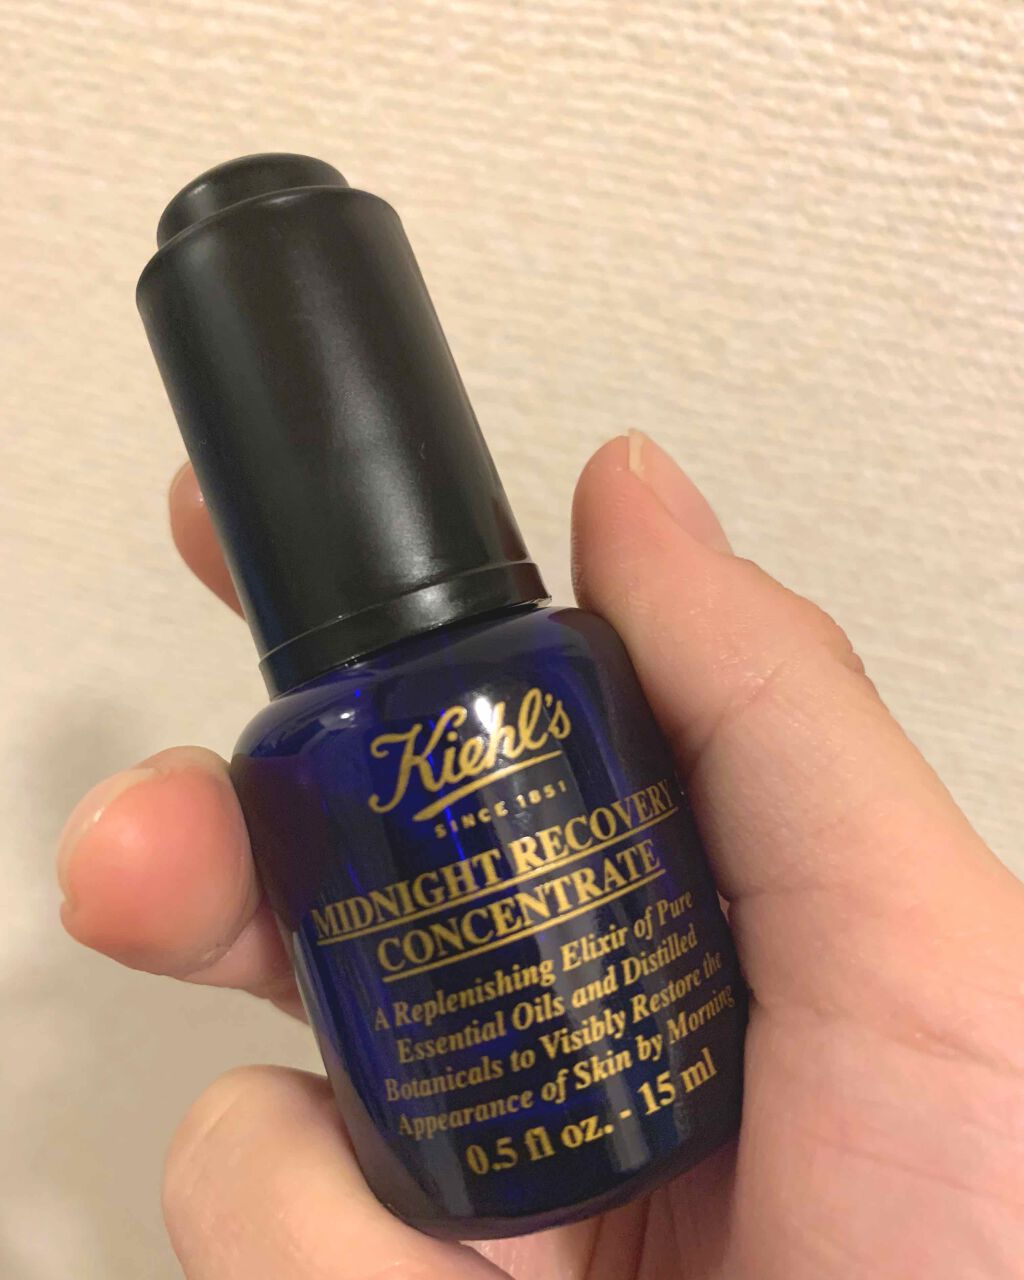 Kiehl's
SINCE 1851
MIDNIGHT RECOVERY
CONCENTRATE
A Replenishing Elixir of Pure
Essential Oils and Distilled
Botanicals to Visibly Restore the
Appearance of Skin by Morning
0.5 fl oz. - 15 ml